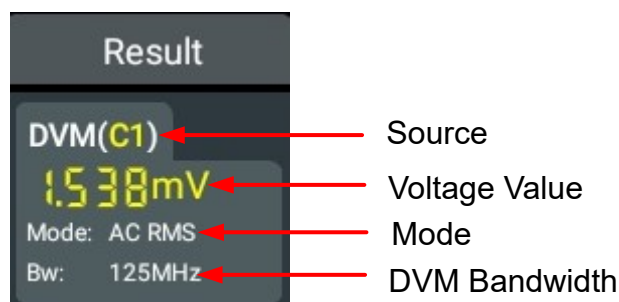 Result
DVM(C1)
Source
1.538mV
Voltage Value
Mode: AC RMS
Mode
Bw: 125MHz
DVM Bandwidth